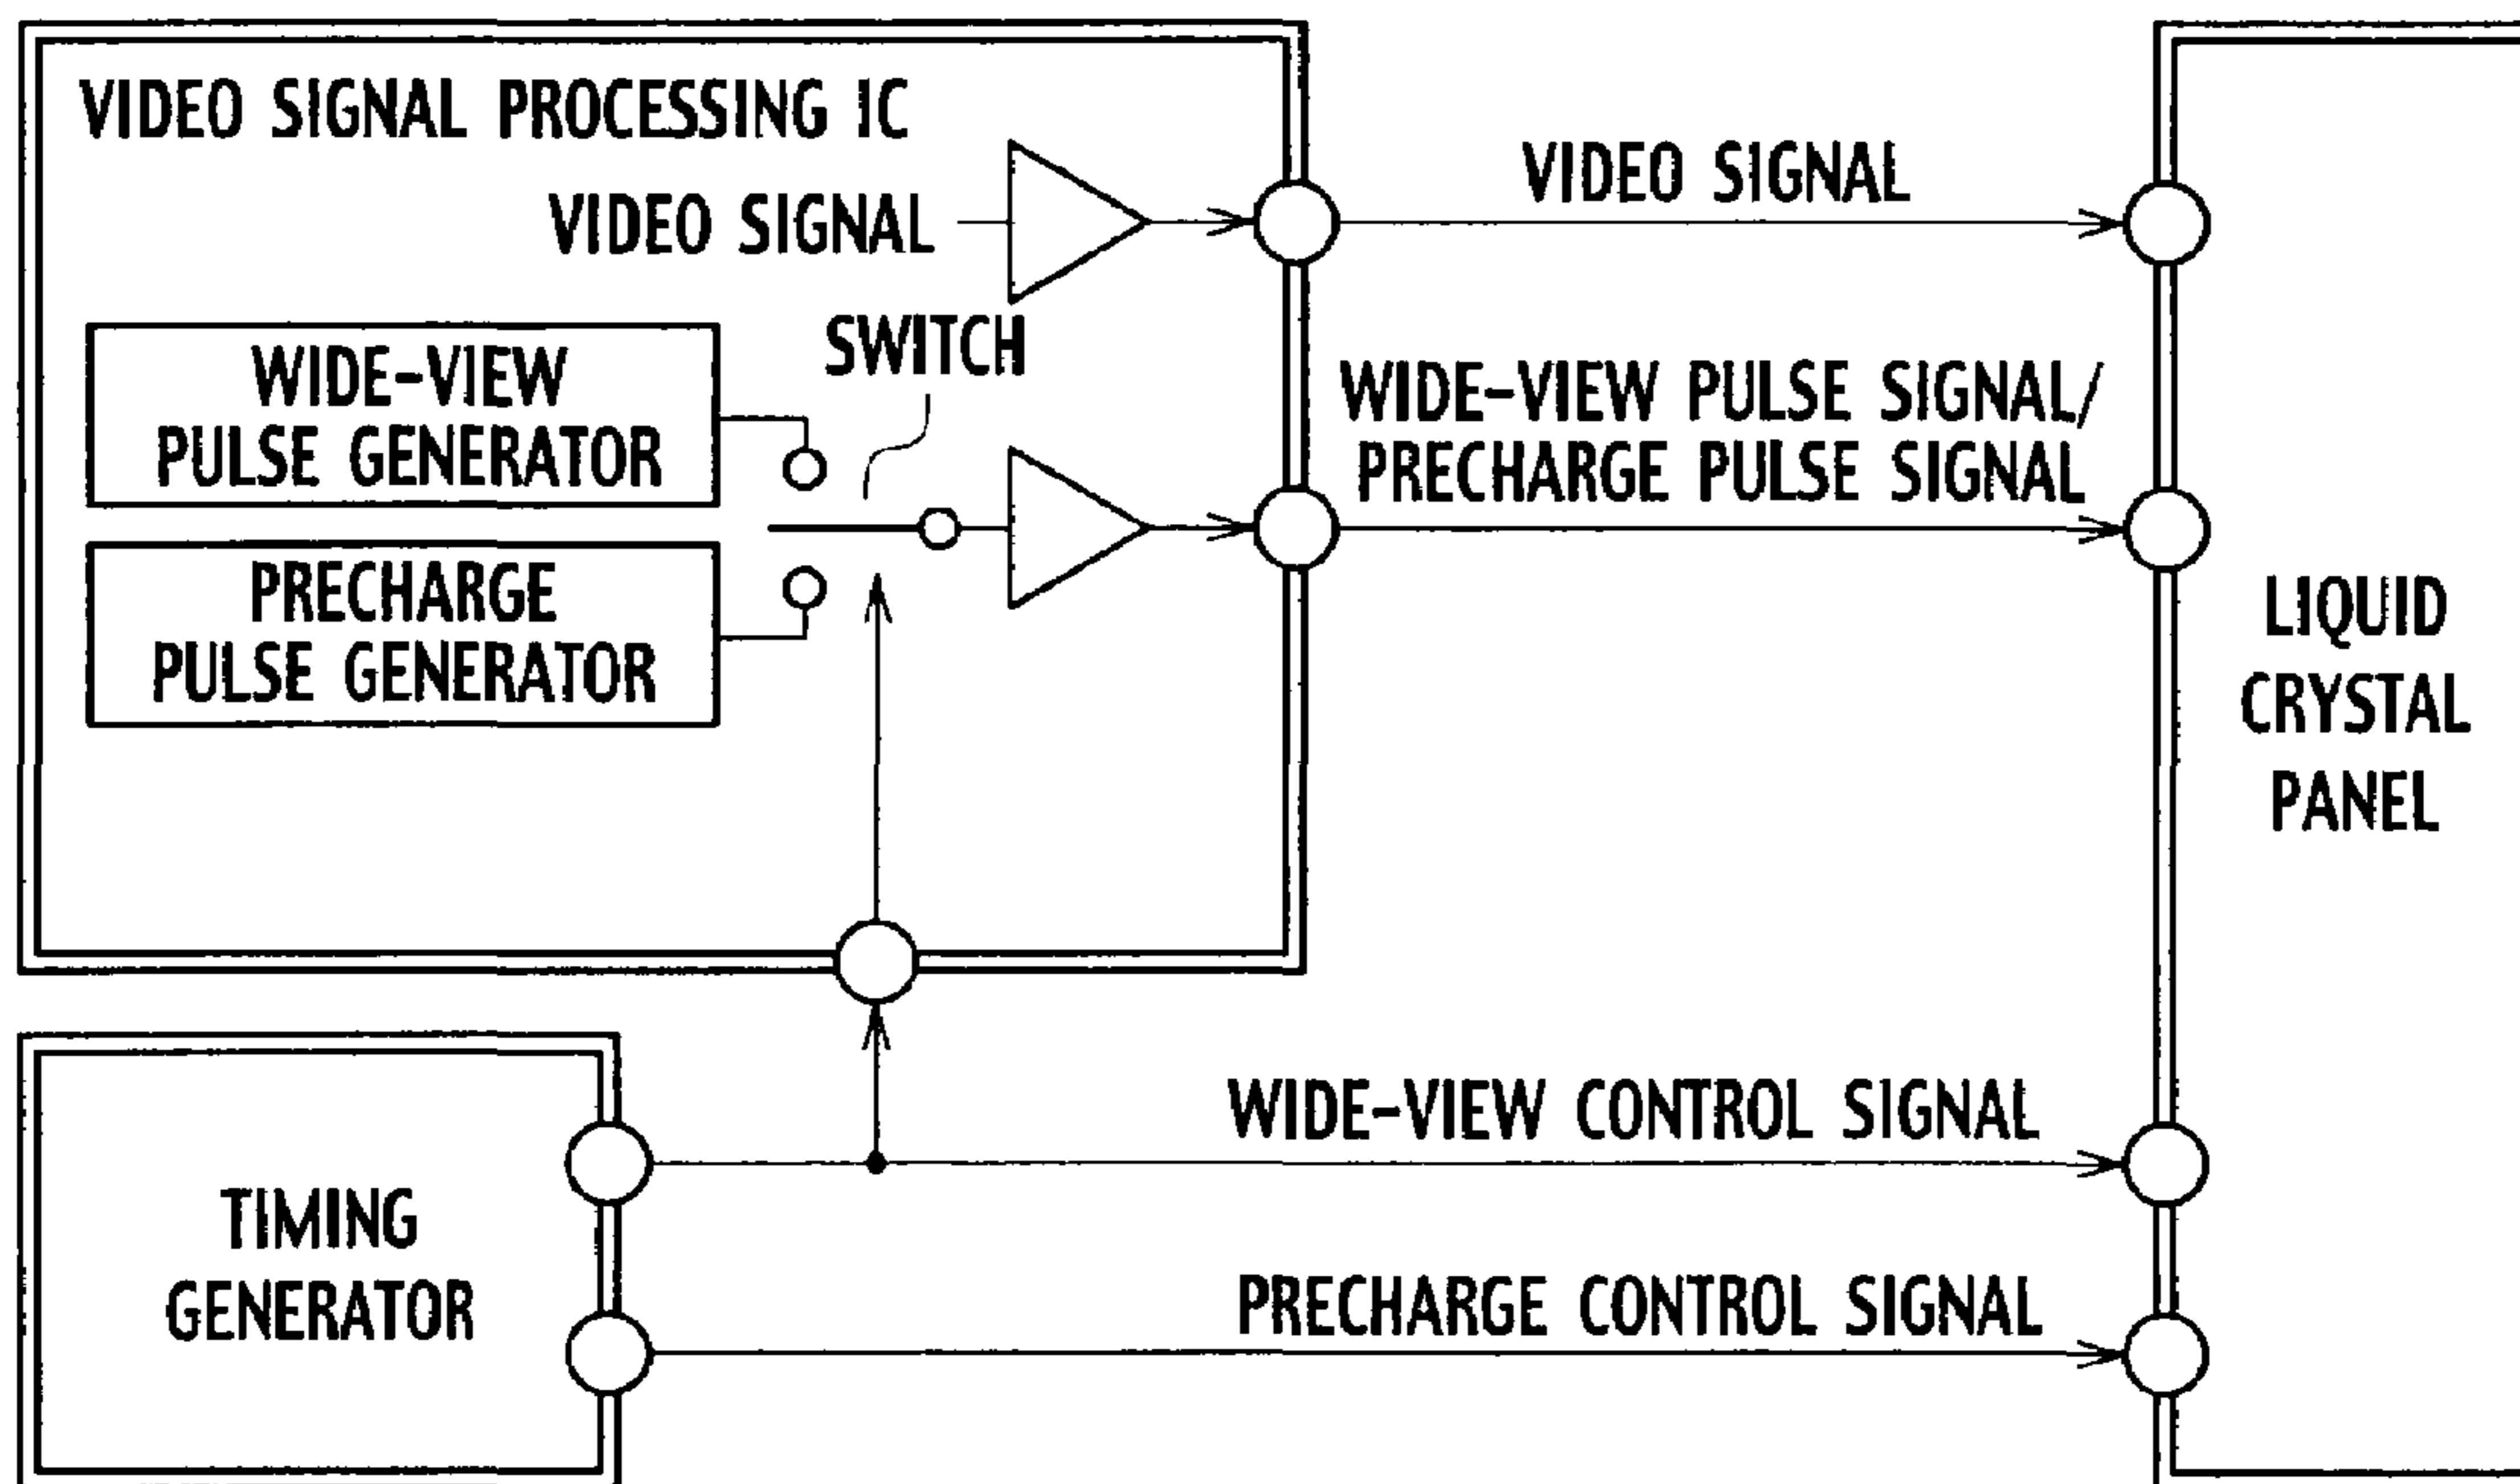 VIDEO SIGNAL PROCESSING IC
VIDEO SIGNAL
VIDEO SIGNAL
SWITCH
WIDE-VIEW
PULSE GENERATOR
WIDE-VIEW PULSE SIGNAL/
PRECHARGE PULSE SIGNAL
PRECHARGE
PULSE GENERATOR
LIQUID
CRYSTAL
PANEL
WIDE-VIEW CONTROL SIGNAL
TIMING
GENERATOR
PRECHARGE CONTROL SIGNAL